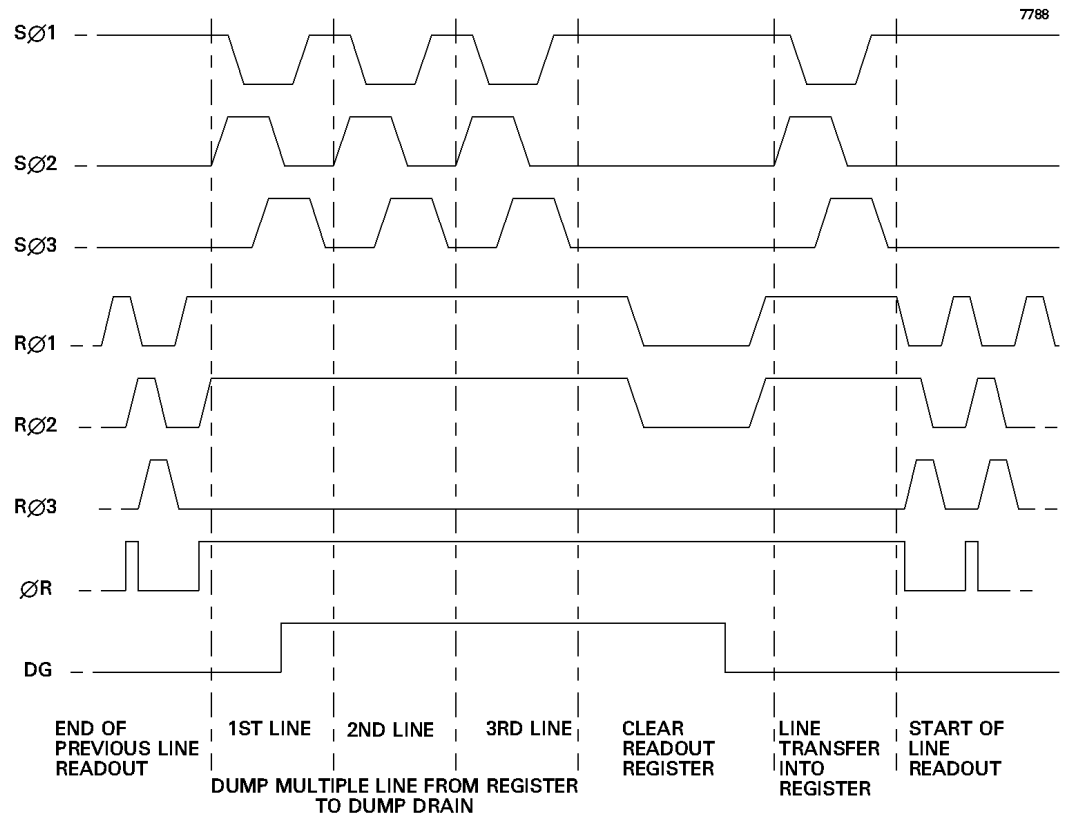 7788
SØ1
SØ2
SØ3
RØ1
RØ2
RØ3
ØR
DG
END OF
PREVIOUS LINE
READOUT
1ST LINE
2ND LINE
3RD LINE
CLEAR
READOUT
REGISTER
LINE
TRANSFER
INTO
REGISTER
START OF
LINE
READOUT
DUMP MULTIPLE LINE FROM REGISTER
TO DUMP DRAIN